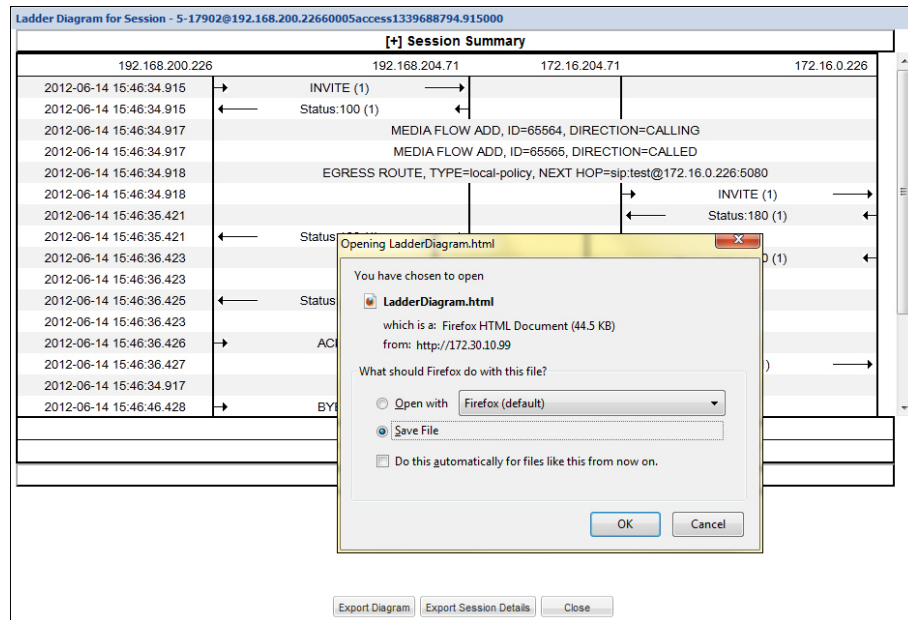 Ladder Diagram for Session - 5-17902@192.168.200.22660005access1339688794.915000
[+] Session Summary
192.168.200.226 192.168.204.71 172.16.204.71 172.16.0.226
2012-06-14 15:46:34.915 INVITE (1)
2012-06-14 15:46:34.915 Status:100 (1)
2012-06-14 15:46:34.917 MEDIA FLOW ADD, ID=65564, DIRECTION=CALLING
2012-06-14 15:46:34.917 MEDIA FLOW ADD, ID=65565, DIRECTION=CALLED
2012-06-14 15:46:34.918 EGRESS ROUTE, TYPE=local-policy, NEXT HOP=sip:test@172.16.0.226:5080
2012-06-14 15:46:34.918 INVITE (1)
2012-06-14 15:46:35.421 Status:180 (1)
2012-06-14 15:46:35.421 Status
2012-06-14 15:46:36.423 (1)
2012-06-14 15:46:36.423
2012-06-14 15:46:36.425 Status
2012-06-14 15:46:36.423
2012-06-14 15:46:36.426
2012-06-14 15:46:36.427 )
2012-06-14 15:46:34.917
2012-06-14 15:46:46.428
Opening LadderDiagram.html
You have chosen to open
LadderDiagram.html
which is a: Firefox HTML Document (44.5 KB)
from: http://172.30.10.99
What should Firefox do with this file?
Open with Firefox (default)
Save File
Do this automatically for files like this from now on.
OK Cancel
Export Diagram Export Session Details Close